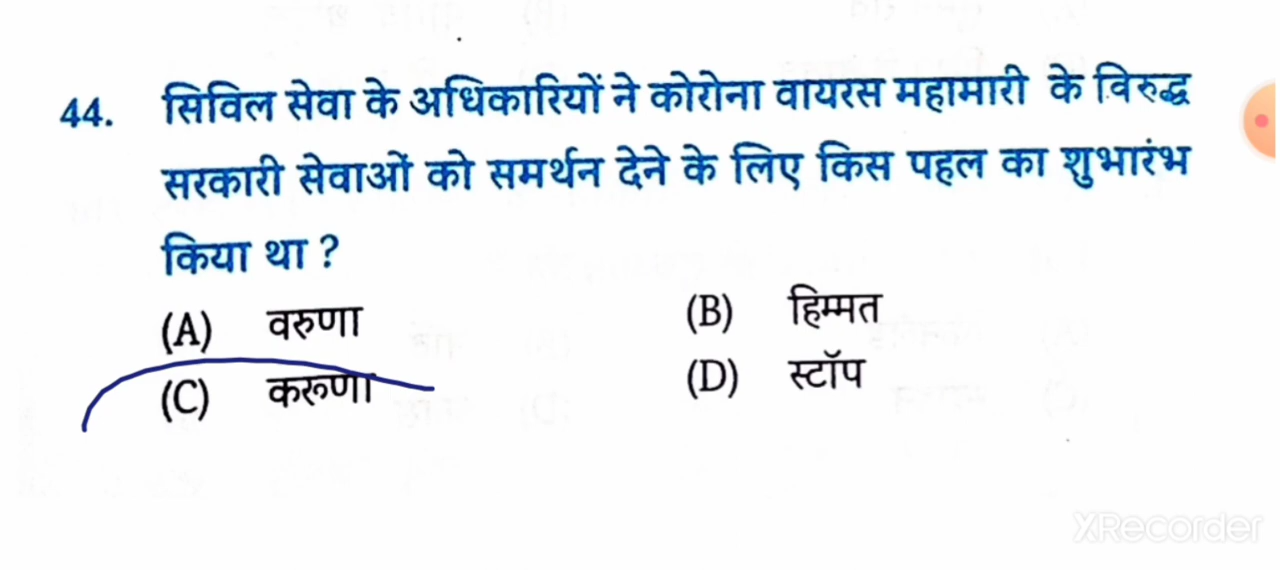 44. सिविल सेवा के अधिकारियों ने कोरोना वायरस महामारी के विरुद्ध
सरकारी सेवाओं को समर्थन देने के लिए किस पहल का शुभारंभ
किया था ?
(A) वरुणा (B) हिम्मत
(C) करूणा (D) स्टॉप
XRecorder